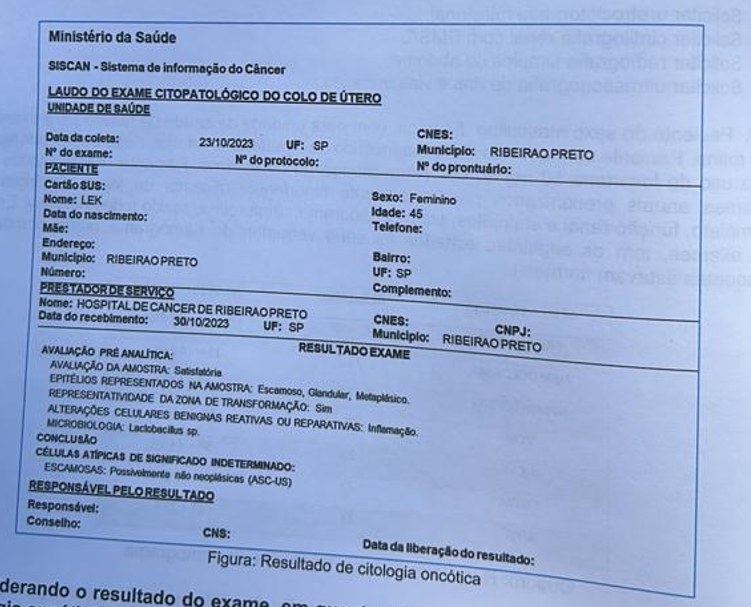 Ministério da Saúde
SISCAN - Sistema de informação do Câncer
LAUDO DO EXAME CITOPATOLÓGICO DO COLO DE ÚTERO
UNIDADE DE SAÚDE
Data da coleta: 23/10/2023 UF: SP CNES:
Nº do exame: Nº do protocolo: Município: RIBEIRAO PRETO
Nº do prontuário:
PACIENTE
Cartão SUS: Sexo: Feminino
Nome: LEK Idade: 45
Data do nascimento: Telefone:
Mãe:
Endereço: Bairro:
Município: RIBEIRAO PRETO UF: SP
Número: Complemento:
PRESTADOR DE SERVIÇO
Nome: HOSPITAL DE CANCER DE RIBEIRAO PRETO CNES: CNPJ:
Data do recebimento: 30/10/2023 UF: SP Município: RIBEIRAO PRETO
RESULTADO EXAME
AVALIAÇÃO PRÉ ANALÍTICA:
AVALIAÇÃO DA AMOSTRA: Satisfatória
EPITÉLIOS REPRESENTADOS NA AMOSTRA: Escamoso, Glandular, Metaplásico.
REPRESENTATIVIDADE DA ZONA DE TRANSFORMAÇÃO: Sim
ALTERAÇÕES CELULARES BENIGNAS REATIVAS OU REPARATIVAS: Inflamação.
MICROBIOLOGIA: Lactobacillus sp.
CONCLUSÃO
CÉLULAS ATÍPICAS DE SIGNIFICADO INDETERMINADO:
ESCAMOSAS: Possivelmente não neoplásicas (ASC-US)
RESPONSÁVEL PELO RESULTADO
Responsável:
Conselho: CNS: Data da liberação do resultado:
Figura: Resultado de citologia oncótica
derando o resultado do exame, em